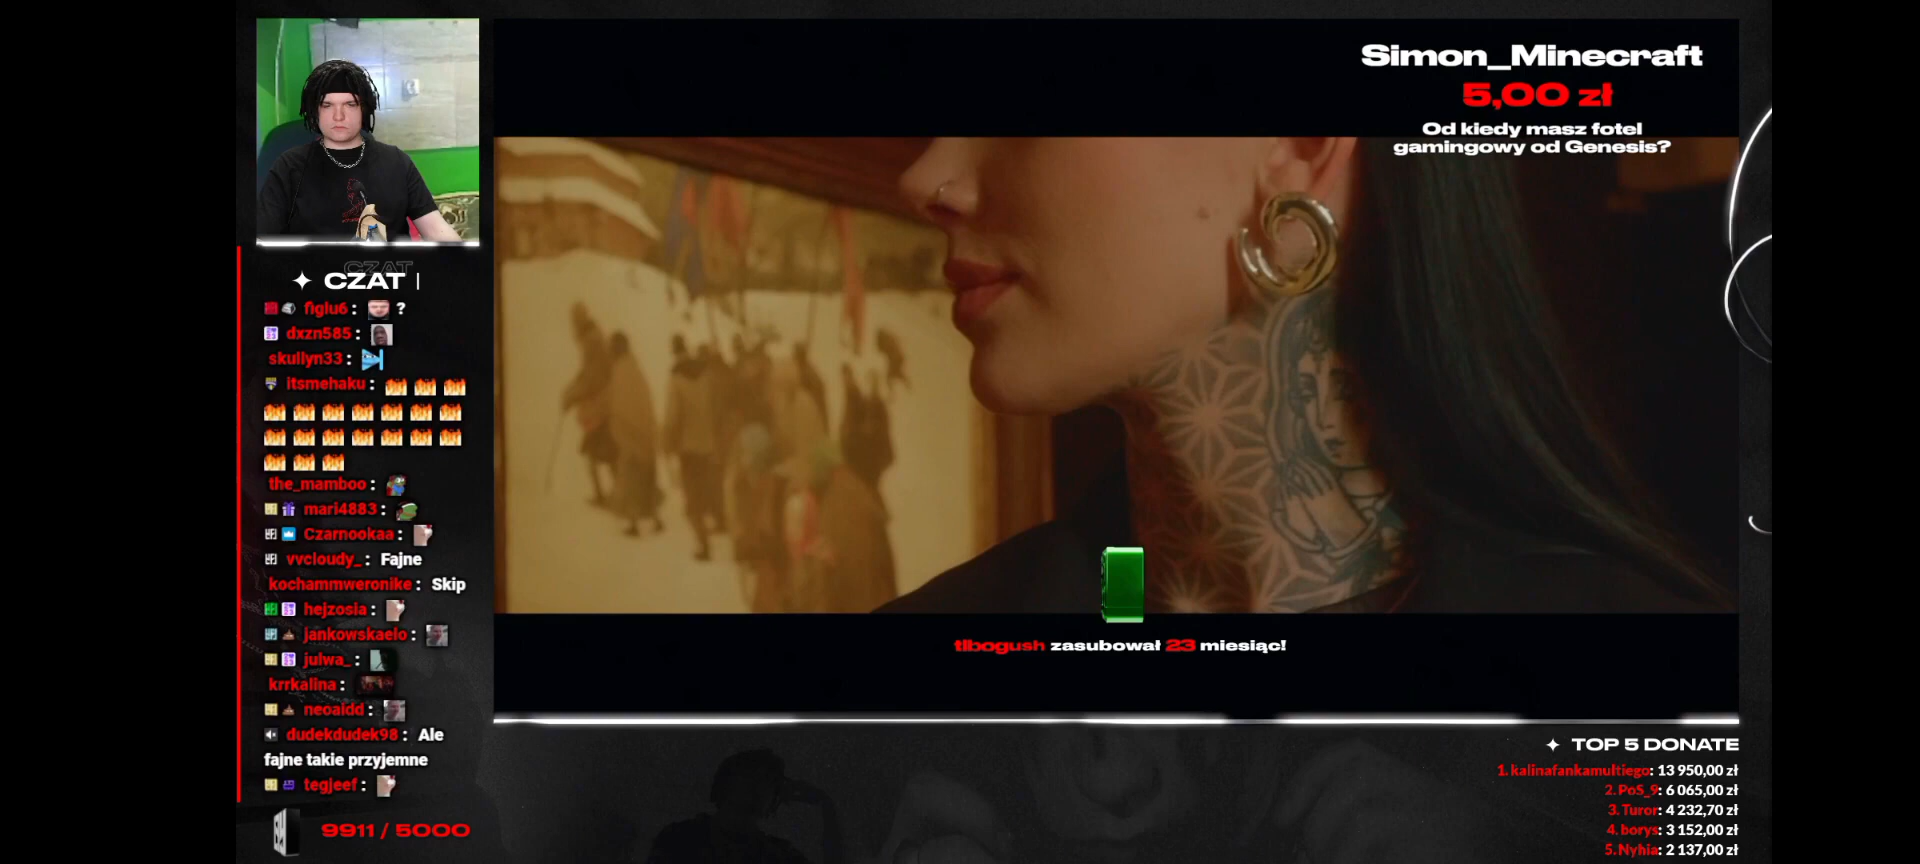 Simon_Minecraft
5,00 zł
Od kiedy masz fotel
gamingowy od Genesis?
CZAT
CZAT
figlu6: ?
dxzn585:
skullyn33:
itsmehaku:
the_mamboo:
mari4883:
Czarnookaa:
vvcloudy_: Fajne
kochammweronike: Skip
hejzosia:
jankowskaelo:
julwa_:
krrkalina:
neoaldd:
dudekdudek98: Ale
fajne takie przyjemne
tegjeef:
9911 / 5000
tlbogush zasubował 23 miesiąc!
TOP 5 DONATE
1. kalinafankamultiego: 13 950,00 zł
2. PoS_9: 6 065,00 zł
3. Turor: 4 232,70 zł
4. borys: 3 152,00 zł
5. Nyhia: 2 137,00 zł